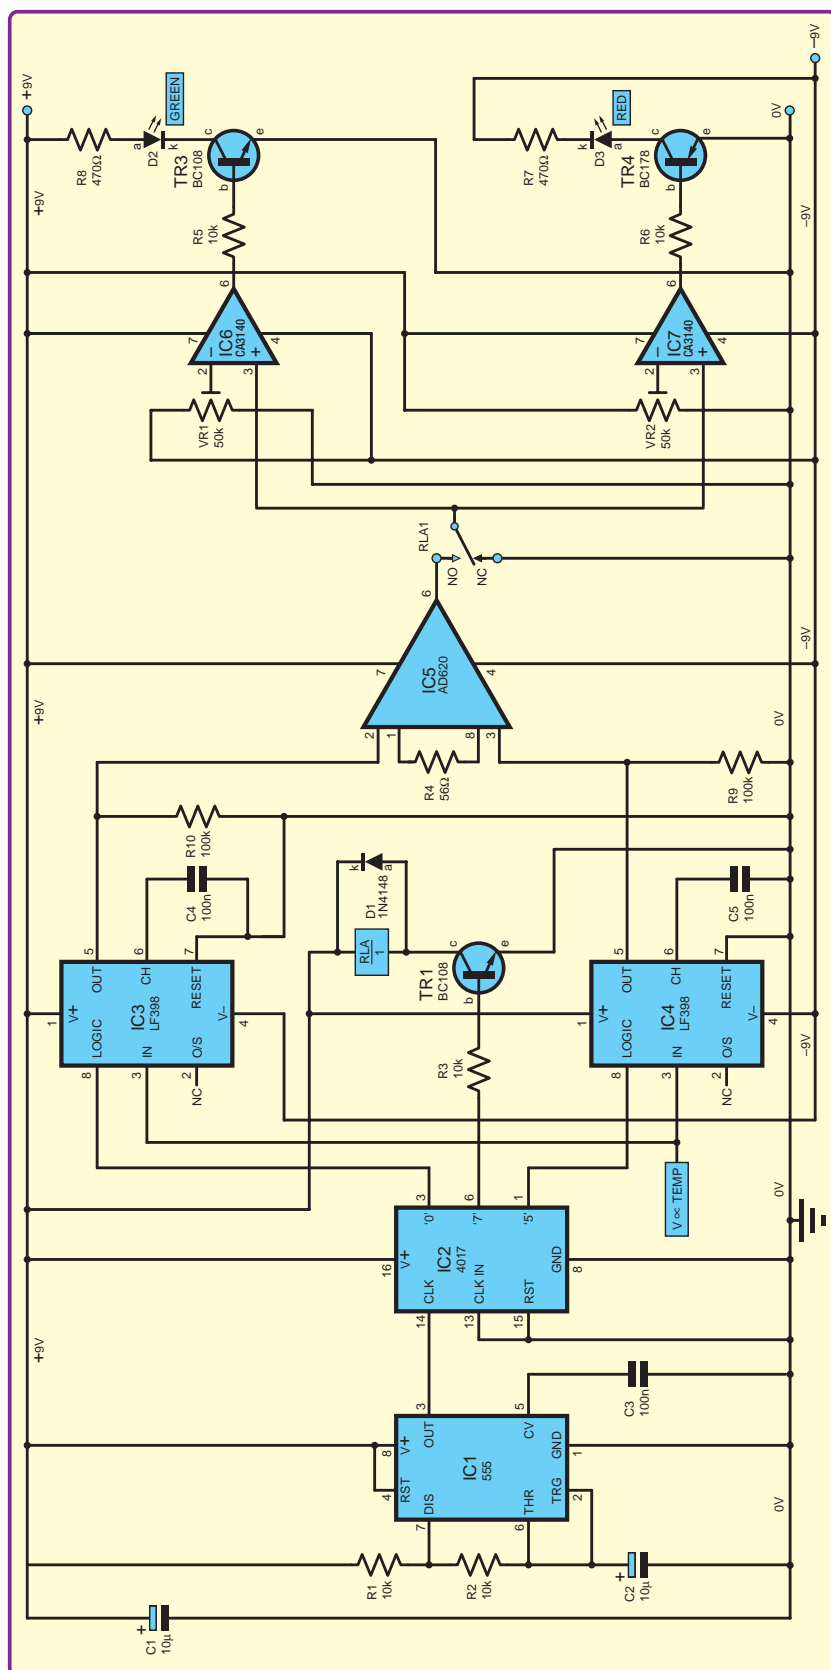 +9V
–9V
0V
+9V
–9V
R8
470Ω
a
D2
k
GREEN
TR3
BC108
c
b
e
R7
470Ω
k
D3
a
RED
TR4
BC178
c
b
e
R5
10k
R6
10k
6
7
IC6
CA3140
–
+
4
2
3
VR1
50k
6
7
IC7
CA3140
–
+
4
2
3
VR2
50k
RLA1
NO
NC
6
7
IC5
AD620
4
2
1
8
3
R4
56Ω
+9V
0V
–9V
R10
100k
R9
100k
C4
100n
C5
100n
k
D1
1N4148
a
RLA
1
TR1
BC108
c
b
e
R3
10k
5
6
7
OUT
CH
RESET
1
V+
IC3
LF398
V–
4
LOGIC
IN
O/S
8
3
2
NC
5
6
7
OUT
CH
RESET
1
V+
IC4
LF398
V–
4
LOGIC
IN
O/S
8
3
2
NC
–9V
V ∝ TEMP
0V
3
6
1
'0'
'7'
'5'
16
V+
IC2
4017
GND
8
CLK
CLK IN
RST
14
13
15
+9V
3
5
OUT
CV
8
V+
4
RST
IC1
555
GND
1
DIS
THR
TRG
7
6
2
C3
100n
R1
10k
R2
10k
+
C2
10µ
0V
+
C1
10µ